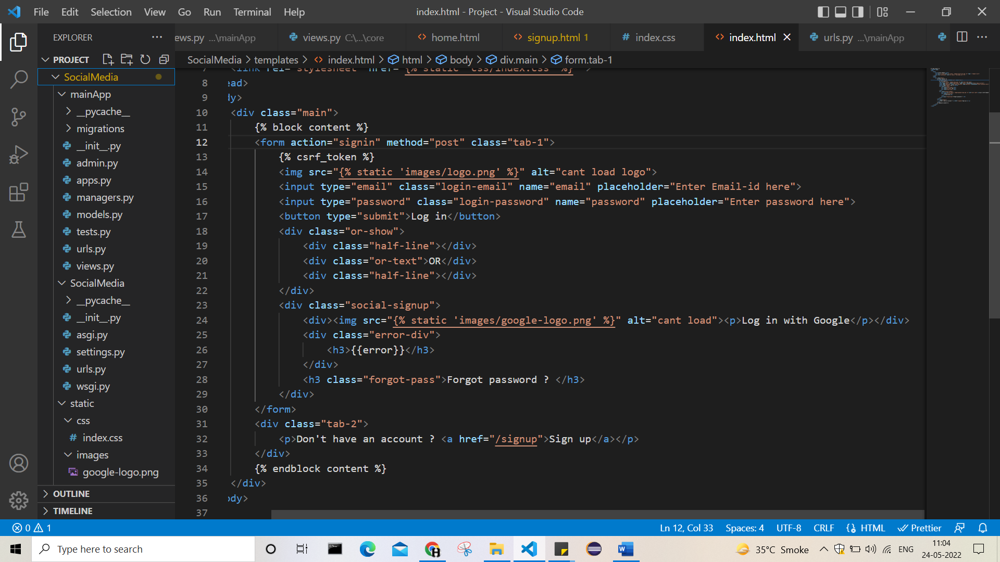 File Edit Selection View Go Run Terminal Help index.html - Project - Visual Studio Code
EXPLORER ··· ews.py ...\mainApp views.py C:\...\core home.html signup.html 1 index.css index.html urls.py ...\mainApp
PROJECT SocialMedia > templates > index.html > html > body > div.main > form.tab-1
SocialMedia
mainApp
__pycache__
migrations
__init__.py
admin.py
apps.py
managers.py
models.py
tests.py
urls.py
views.py
SocialMedia
__pycache__
__init__.py
asgi.py
settings.py
urls.py
wsgi.py
static
css
index.css
images
google-logo.png
OUTLINE
TIMELINE
7 <link rel="stylesheet" href="{% static 'css/index.css' %}">
8 ead>
9 dy>
10 <div class="main">
11 {% block content %}
12 <form action="signin" method="post" class="tab-1">
13 {% csrf_token %}
14 <img src="{% static 'images/logo.png' %}" alt="cant load logo">
15 <input type="email" class="login-email" name="email" placeholder="Enter Email-id here">
16 <input type="password" class="login-password" name="password" placeholder="Enter password here">
17 <button type="submit">Log in</button>
18 <div class="or-show">
19 <div class="half-line"></div>
20 <div class="or-text">OR</div>
21 <div class="half-line"></div>
22 </div>
23 <div class="social-signup">
24 <div><img src="{% static 'images/google-logo.png' %}" alt="cant load"><p>Log in with Google</p></div>
25 <div class="error-div">
26 <h3>{{error}}</h3>
27 </div>
28 <h3 class="forgot-pass">Forgot password ? </h3>
29 </div>
30 </form>
31 <div class="tab-2">
32 <p>Don't have an account ? <a href="/signup">Sign up</a></p>
33 </div>
34 {% endblock content %}
35 </div>
36 ody>
37
0 1 Ln 12, Col 33 Spaces: 4 UTF-8 CRLF HTML Prettier
Type here to search 35°C Smoke ENG 11:04
24-05-2022